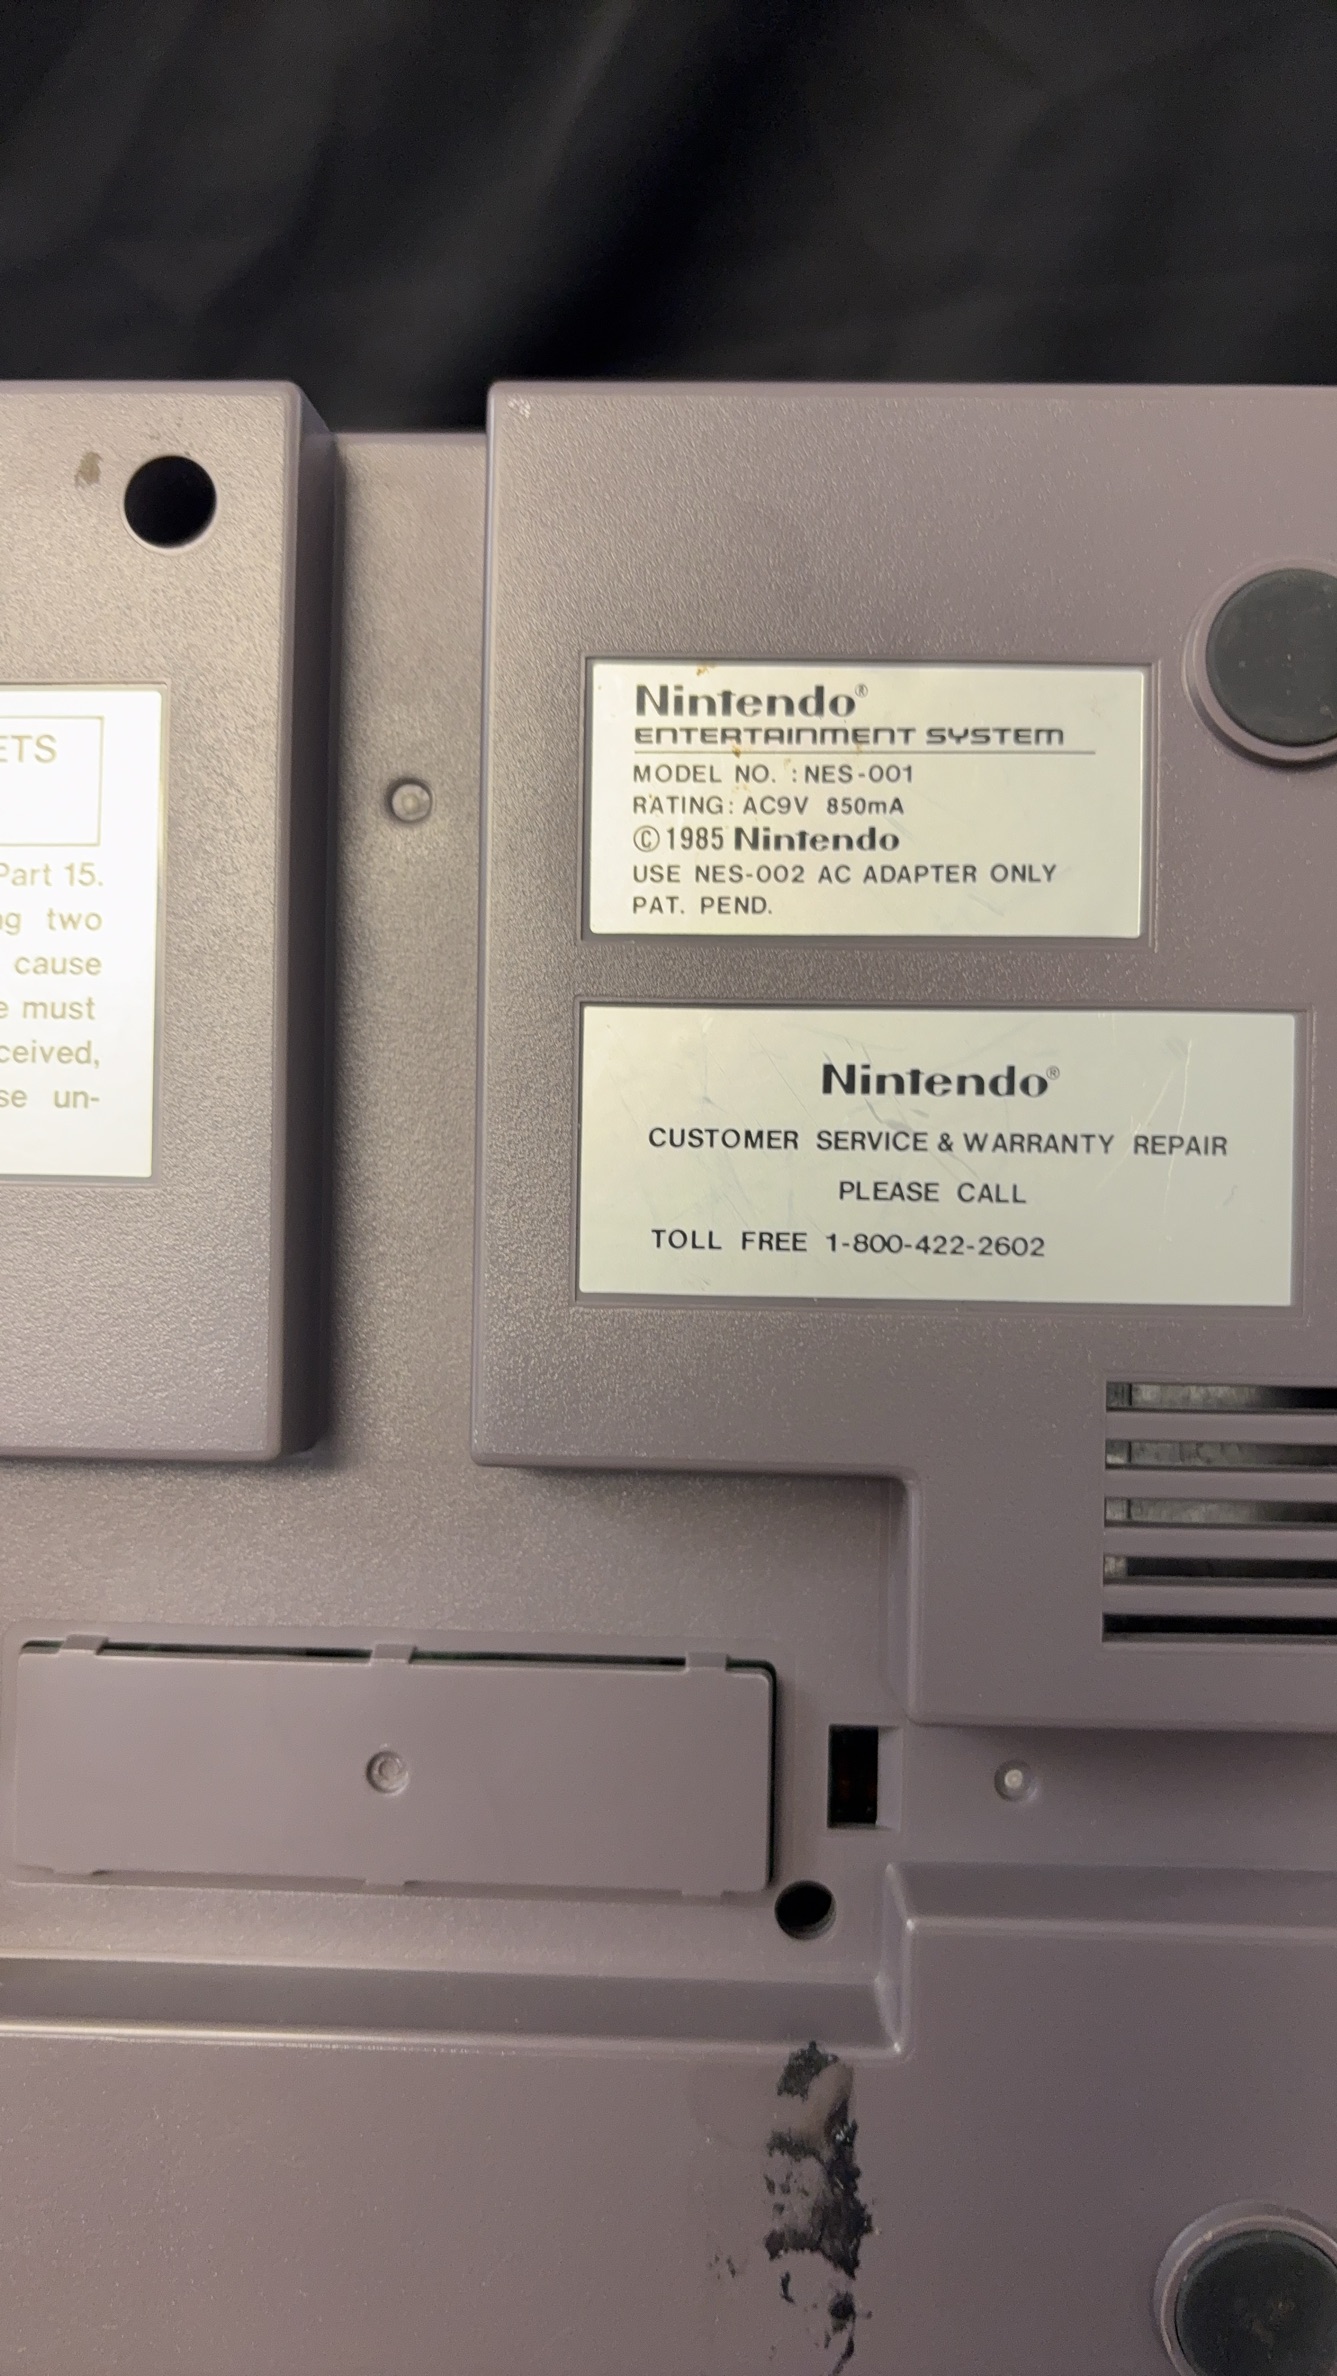 ETS
Part 15.
two
cause
must
ceived,
se un-
Nintendo®
ENTERTAINMENT SYSTEM
MODEL NO. : NES-001
RATING: AC9V 850mA
© 1985 Nintendo
USE NES-002 AC ADAPTER ONLY
PAT. PEND.
Nintendo®
CUSTOMER SERVICE & WARRANTY REPAIR
PLEASE CALL
TOLL FREE 1-800-422-2602